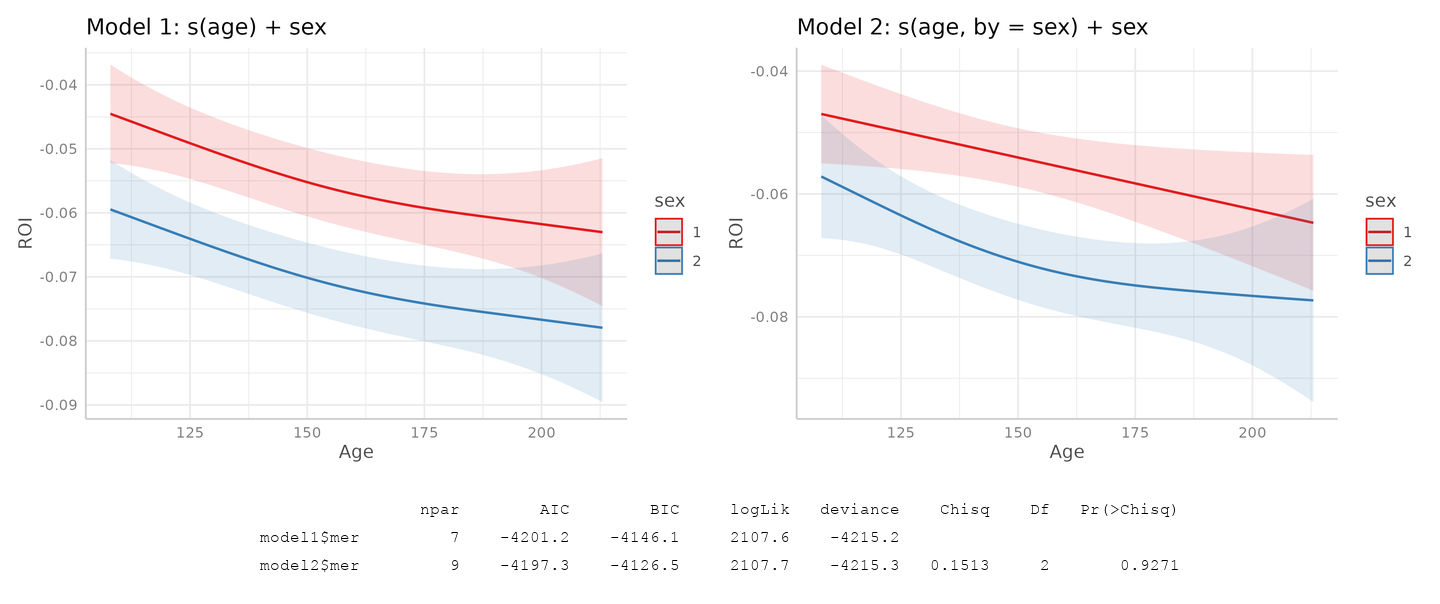 Model 1: s(age) + sex
-0.04
-0.05
-0.06
-0.07
-0.08
-0.09
ROI
125 150 175 200
Age
sex
1
2
Model 2: s(age, by = sex) + sex
-0.04
-0.06
-0.08
ROI
125 150 175 200
Age
sex
1
2
npar AIC BIC logLik deviance Chisq Df Pr(>Chisq)
model1$mer 7 -4201.2 -4146.1 2107.6 -4215.2
model2$mer 9 -4197.3 -4126.5 2107.7 -4215.3 0.1513 2 0.9271